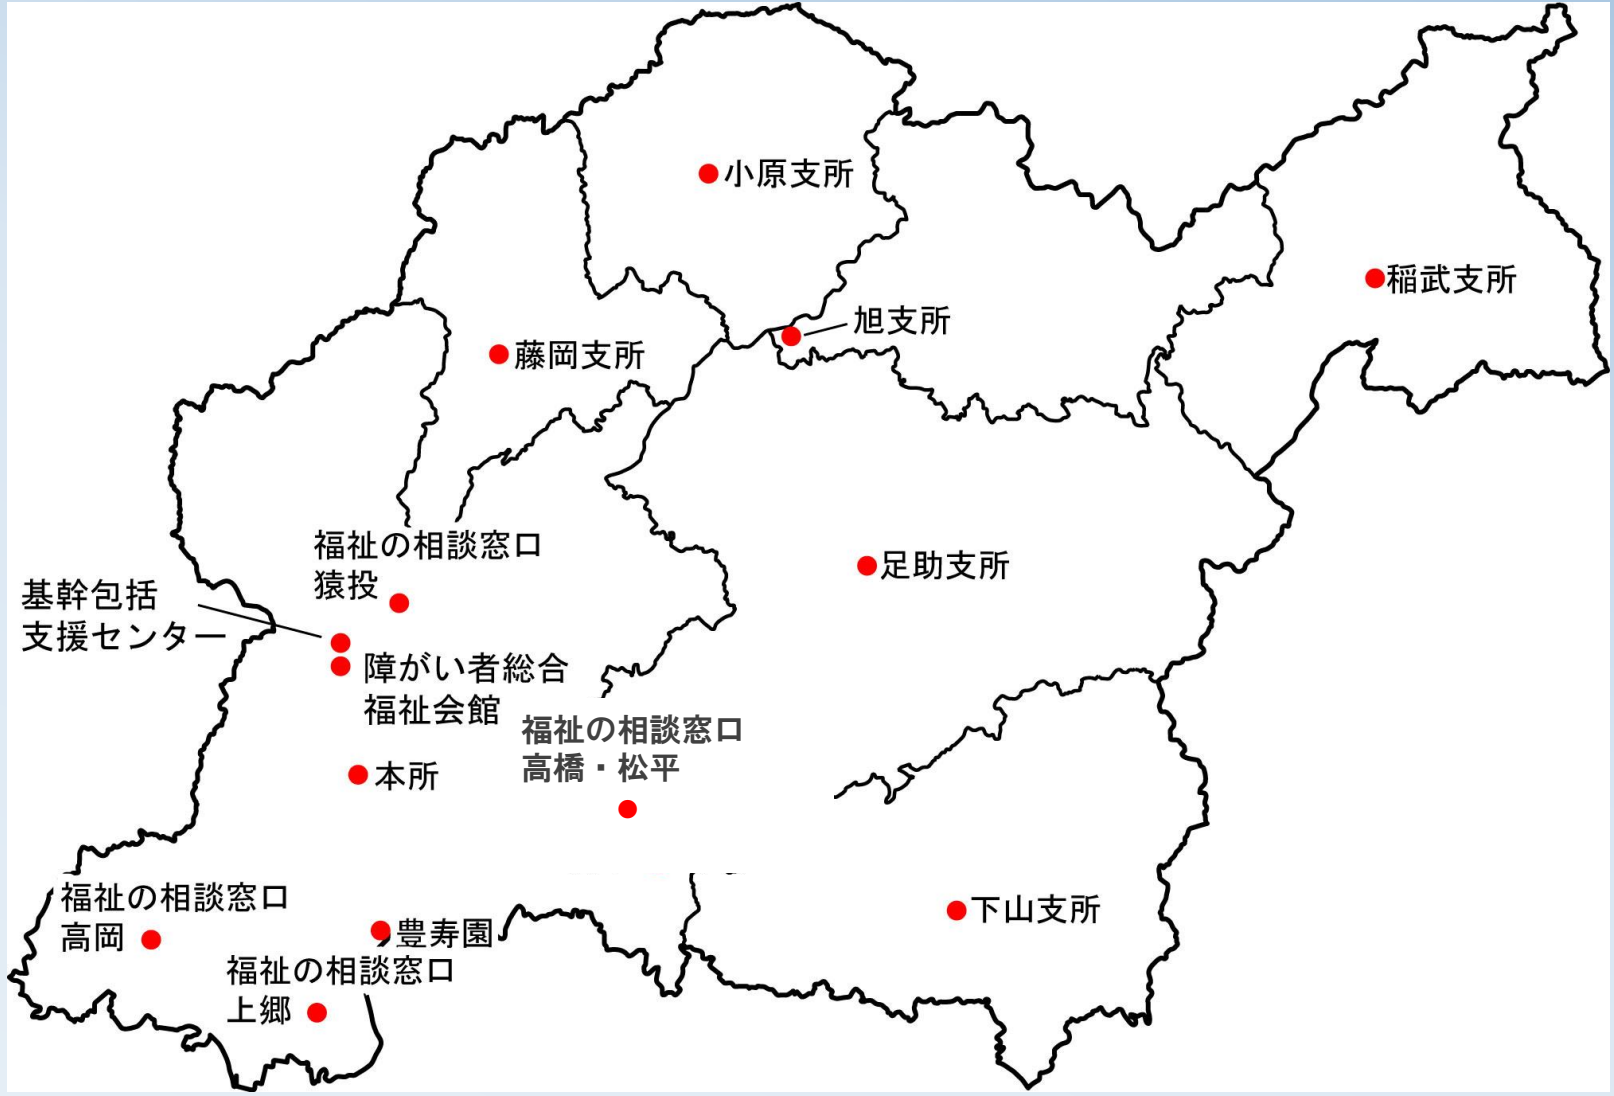 小原支所
稲武支所
旭支所
藤岡支所
福祉の相談窓口
猿投
足助支所
基幹包括
支援センター
障がい者総合
福祉会館
福祉の相談窓口
高橋・松平
本所
福祉の相談窓口
高岡
豊寿園
下山支所
福祉の相談窓口
上郷